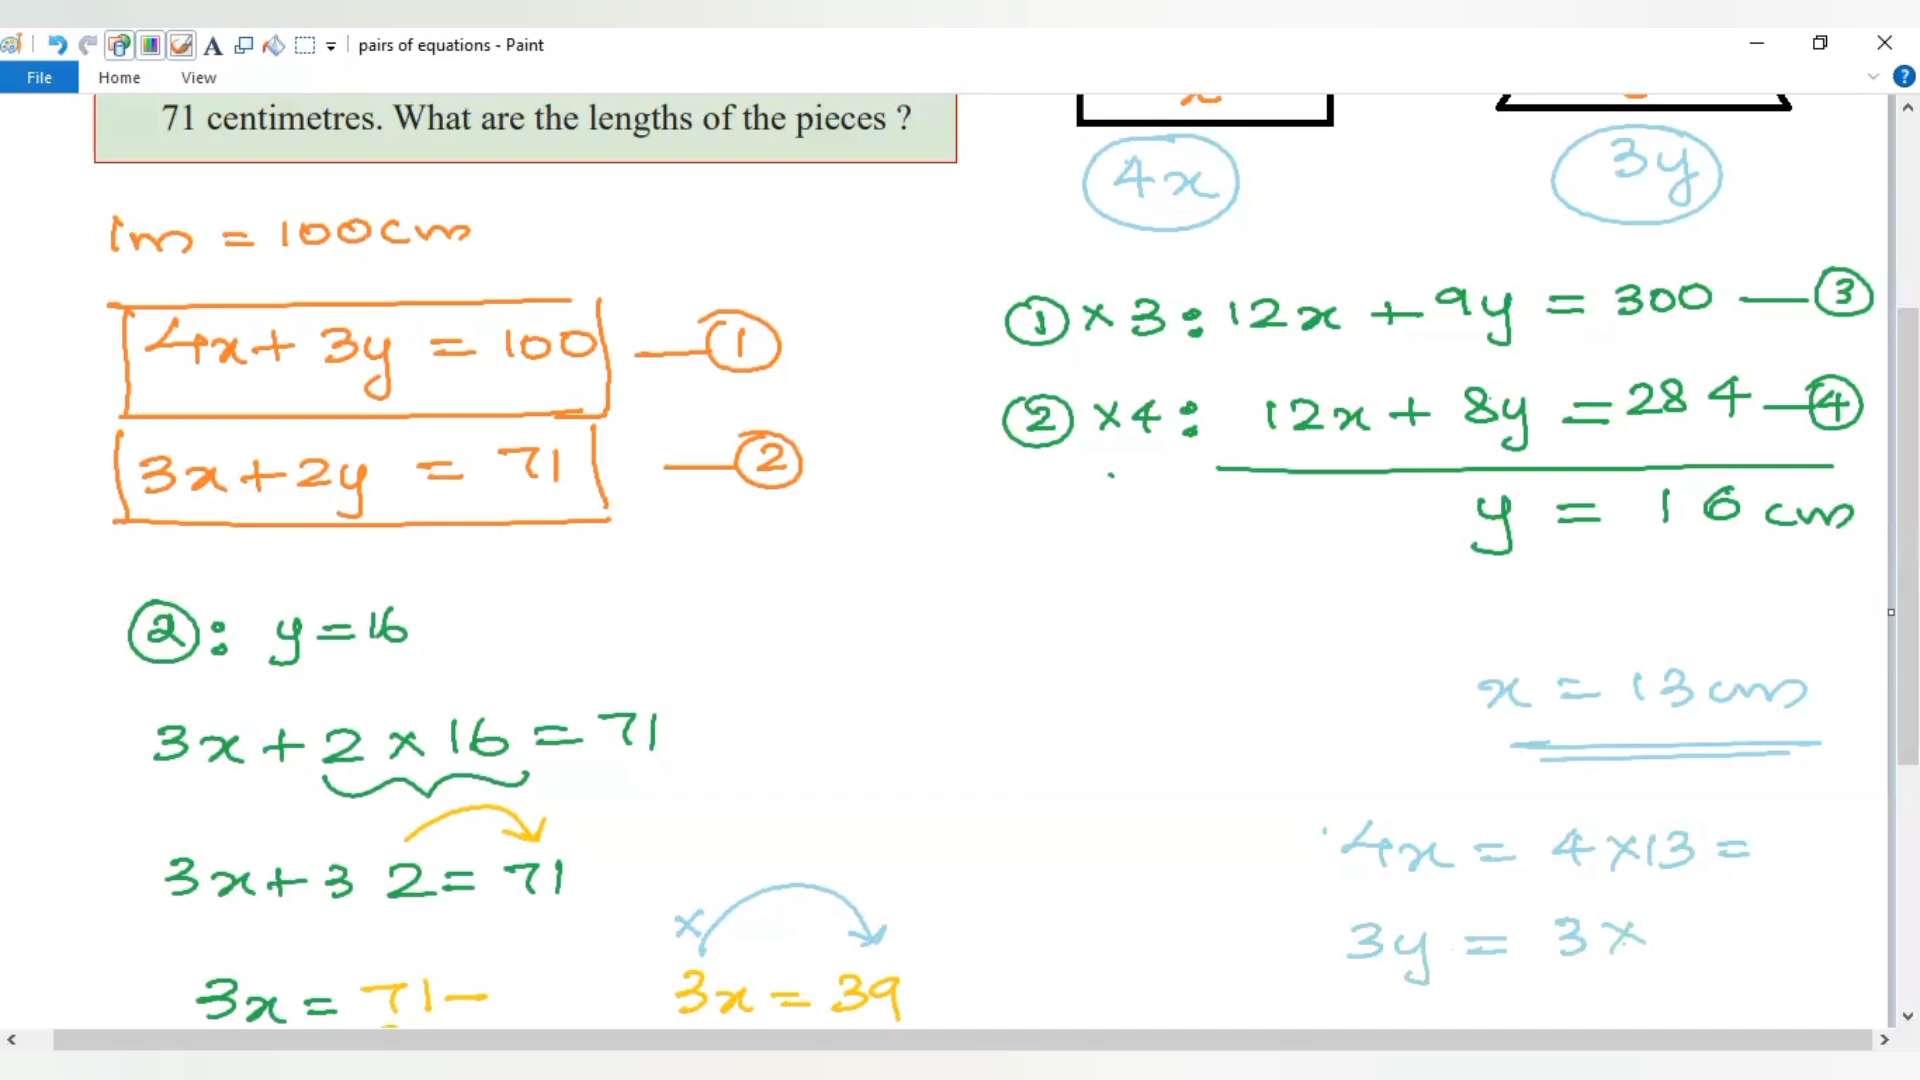 pairs of equations - Paint
File Home View
71 centimetres. What are the lengths of the pieces ?
4x
3y
1m = 100cm
4x + 3y = 100 — ①
3x + 2y = 71 — ②
① × 3 : 12x + 9y = 300 — ③
② × 4 : 12x + 8y = 284 — ④
y = 16 cm
② : y = 16
3x + 2 × 16 = 71
3x + 32 = 71
3x = 71 –
x
3x = 39
x = 13 cm
4x = 4 × 13 =
3y = 3 ×